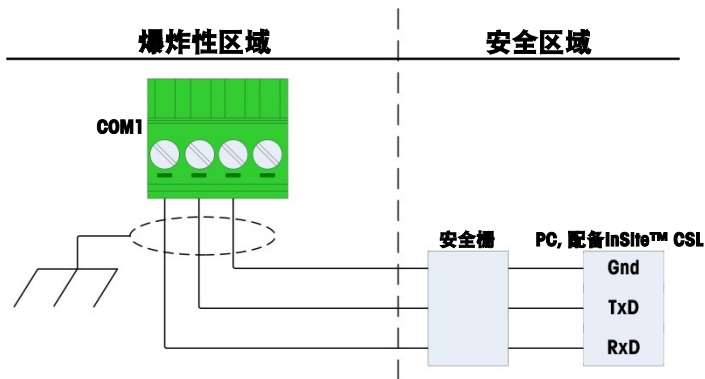 爆炸性区域
安全区域
COM1
安全栅
PC, 配备InSite™ CSL
Gnd
TxD
RxD